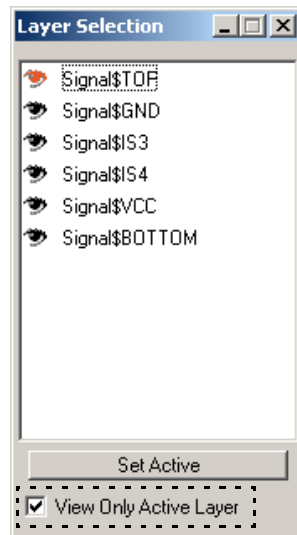 Layer Selection
Signal$TOP
Signal$GND
Signal$IS3
Signal$IS4
Signal$VCC
Signal$BOTTOM
Set Active
View Only Active Layer